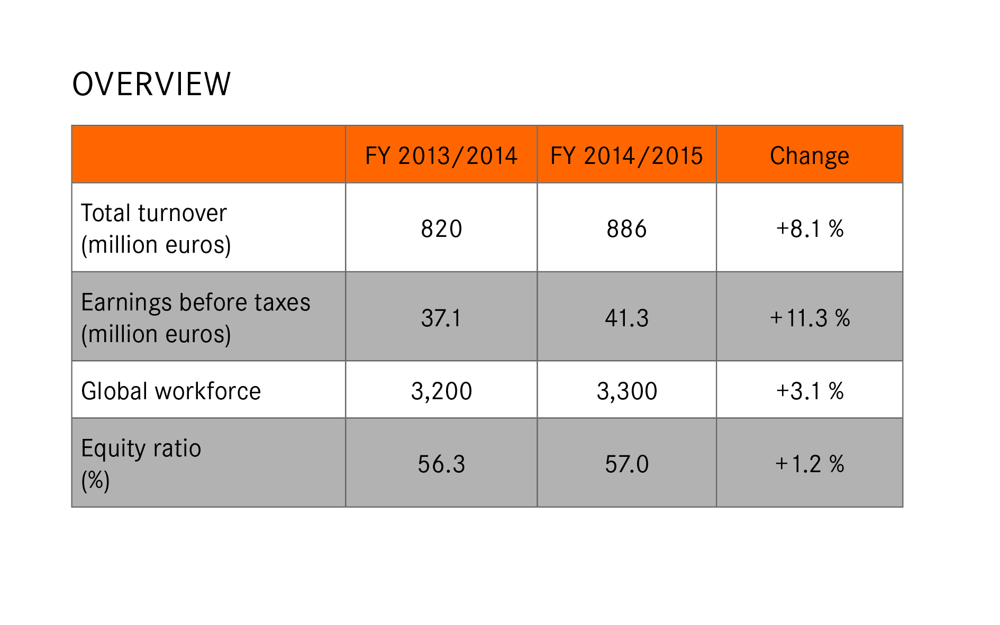 OVERVIEW
FY 2013/2014 FY 2014/2015 Change
Total turnover
(million euros) 820 886 +8.1 %
Earnings before taxes
(million euros) 37.1 41.3 +11.3 %
Global workforce 3,200 3,300 +3.1 %
Equity ratio
(%) 56.3 57.0 +1.2 %